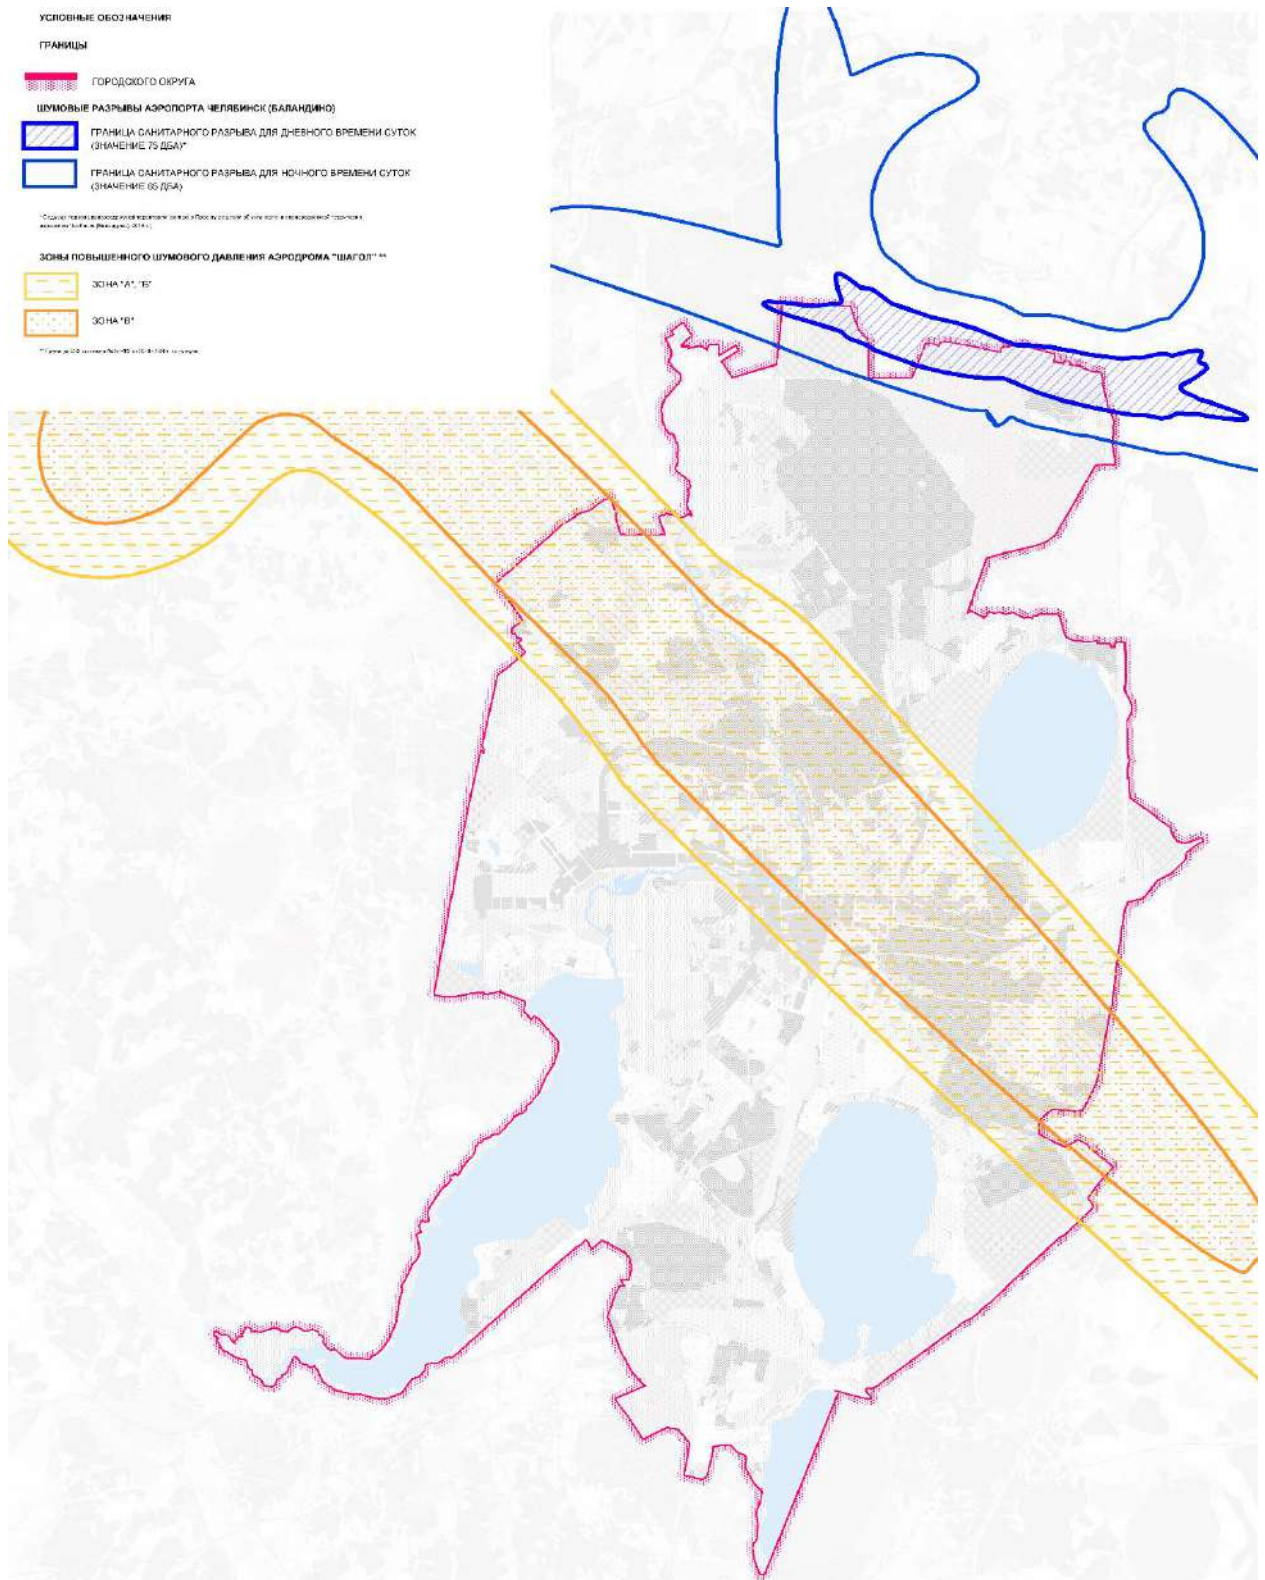 УСЛОВНЫЕ ОБОЗНАЧЕНИЯ
ГРАНИЦЫ
ГОРОДСКОГО ОКРУГА
ШУМОВЫЕ РАЗРЫВЫ АЭРОПОРТА ЧЕЛЯБИНСК (БАЛАНДИНО)
ГРАНИЦА САНИТАРНОГО РАЗРЫВА ДЛЯ ДНЕВНОГО ВРЕМЕНИ СУТОК
(ЗНАЧЕНИЕ 75 ДБА)*
ГРАНИЦА САНИТАРНОГО РАЗРЫВА ДЛЯ НОЧНОГО ВРЕМЕНИ СУТОК
(ЗНАЧЕНИЕ 65 ДБА)
ЗОНЫ ПОВЫШЕННОГО ШУМОВОГО ДАВЛЕНИЯ АЭРОДРОМА "ШАГОЛ" **
ЗОНА "А", "Б"
ЗОНА "В"